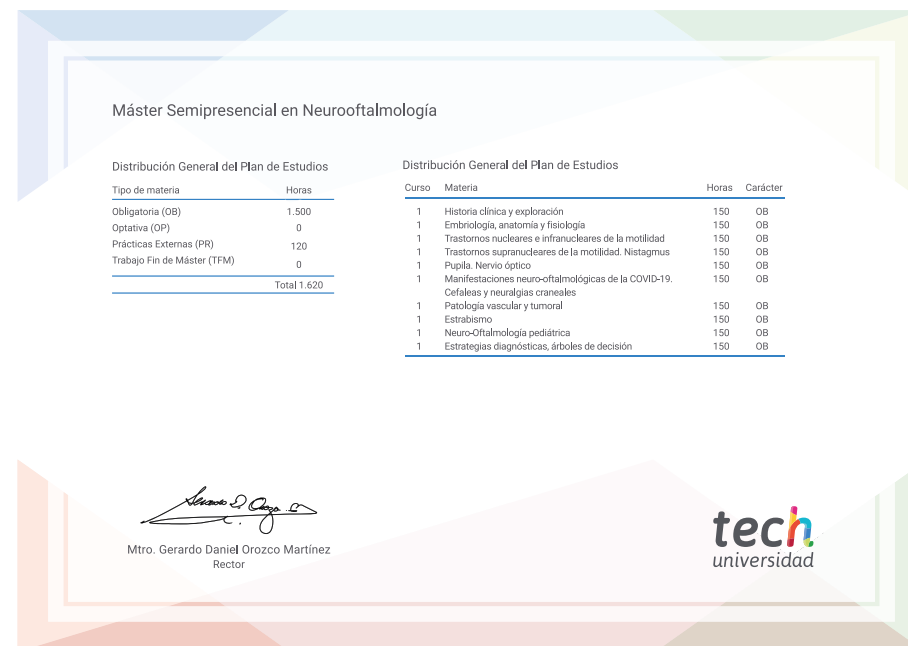 Máster Semipresencial en Neurooftalmología
Distribución General del Plan de Estudios
Tipo de materia Horas
Obligatoria (OB) 1.500
Optativa (OP) 0
Prácticas Externas (PR) 120
Trabajo Fin de Máster (TFM) 0
Total 1.620
Distribución General del Plan de Estudios
Curso Materia Horas Carácter
1 Historia clínica y exploración 150 OB
1 Embriología, anatomía y fisiología 150 OB
1 Trastornos nucleares e infranucleares de la motilidad 150 OB
1 Trastornos supranucleares de la motilidad. Nistagmus 150 OB
1 Pupila. Nervio óptico 150 OB
1 Manifestaciones neuro-oftalmológicas de la COVID-19. 150 OB
Cefaleas y neuralgias craneales
1 Patología vascular y tumoral 150 OB
1 Estrabismo 150 OB
1 Neuro-Oftalmología pediátrica 150 OB
1 Estrategias diagnósticas, árboles de decisión 150 OB
Mtro. Gerardo Daniel Orozco Martínez
Rector
tech
universidad